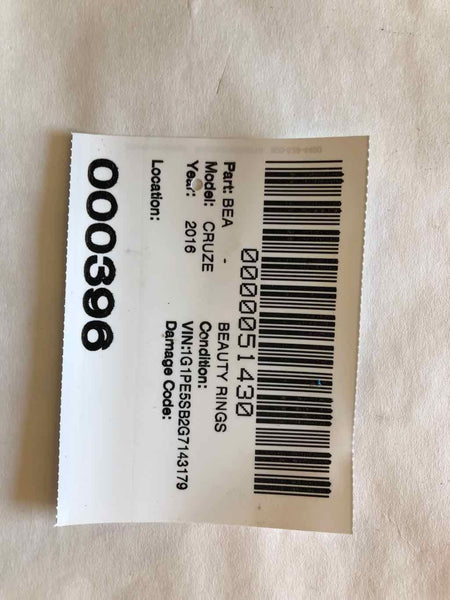 0000051430
Part: BEA - BEAUTY RINGS
Model: CRUZE Condition:
Year: 2016 VIN:1G1PE5SB2G7143179
Damage Code:
Location:
000396